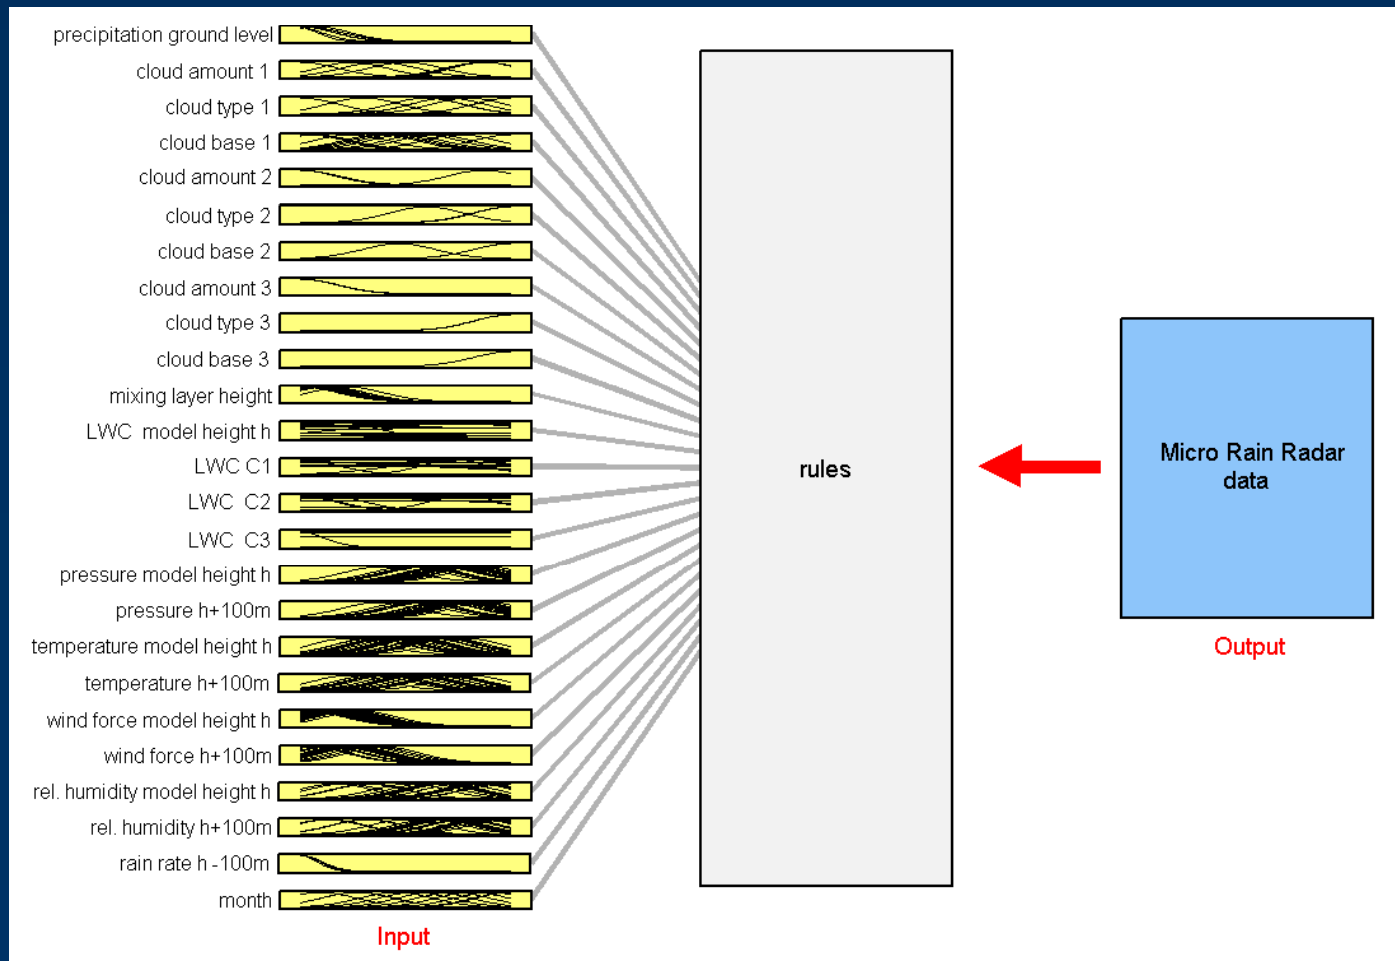 precipitation ground level
cloud amount 1
cloud type 1
cloud base 1
cloud amount 2
cloud type 2
cloud base 2
cloud amount 3
cloud type 3
cloud base 3
mixing layer height
LWC model height h
LWC C1
LWC C2
LWC C3
pressure model height h
pressure h+100m
temperature model height h
temperature h+100m
wind force model height h
wind force h+100m
rel. humidity model height h
rel. humidity h+100m
rain rate h -100m
month
Input
rules
Micro Rain Radar
data
Output